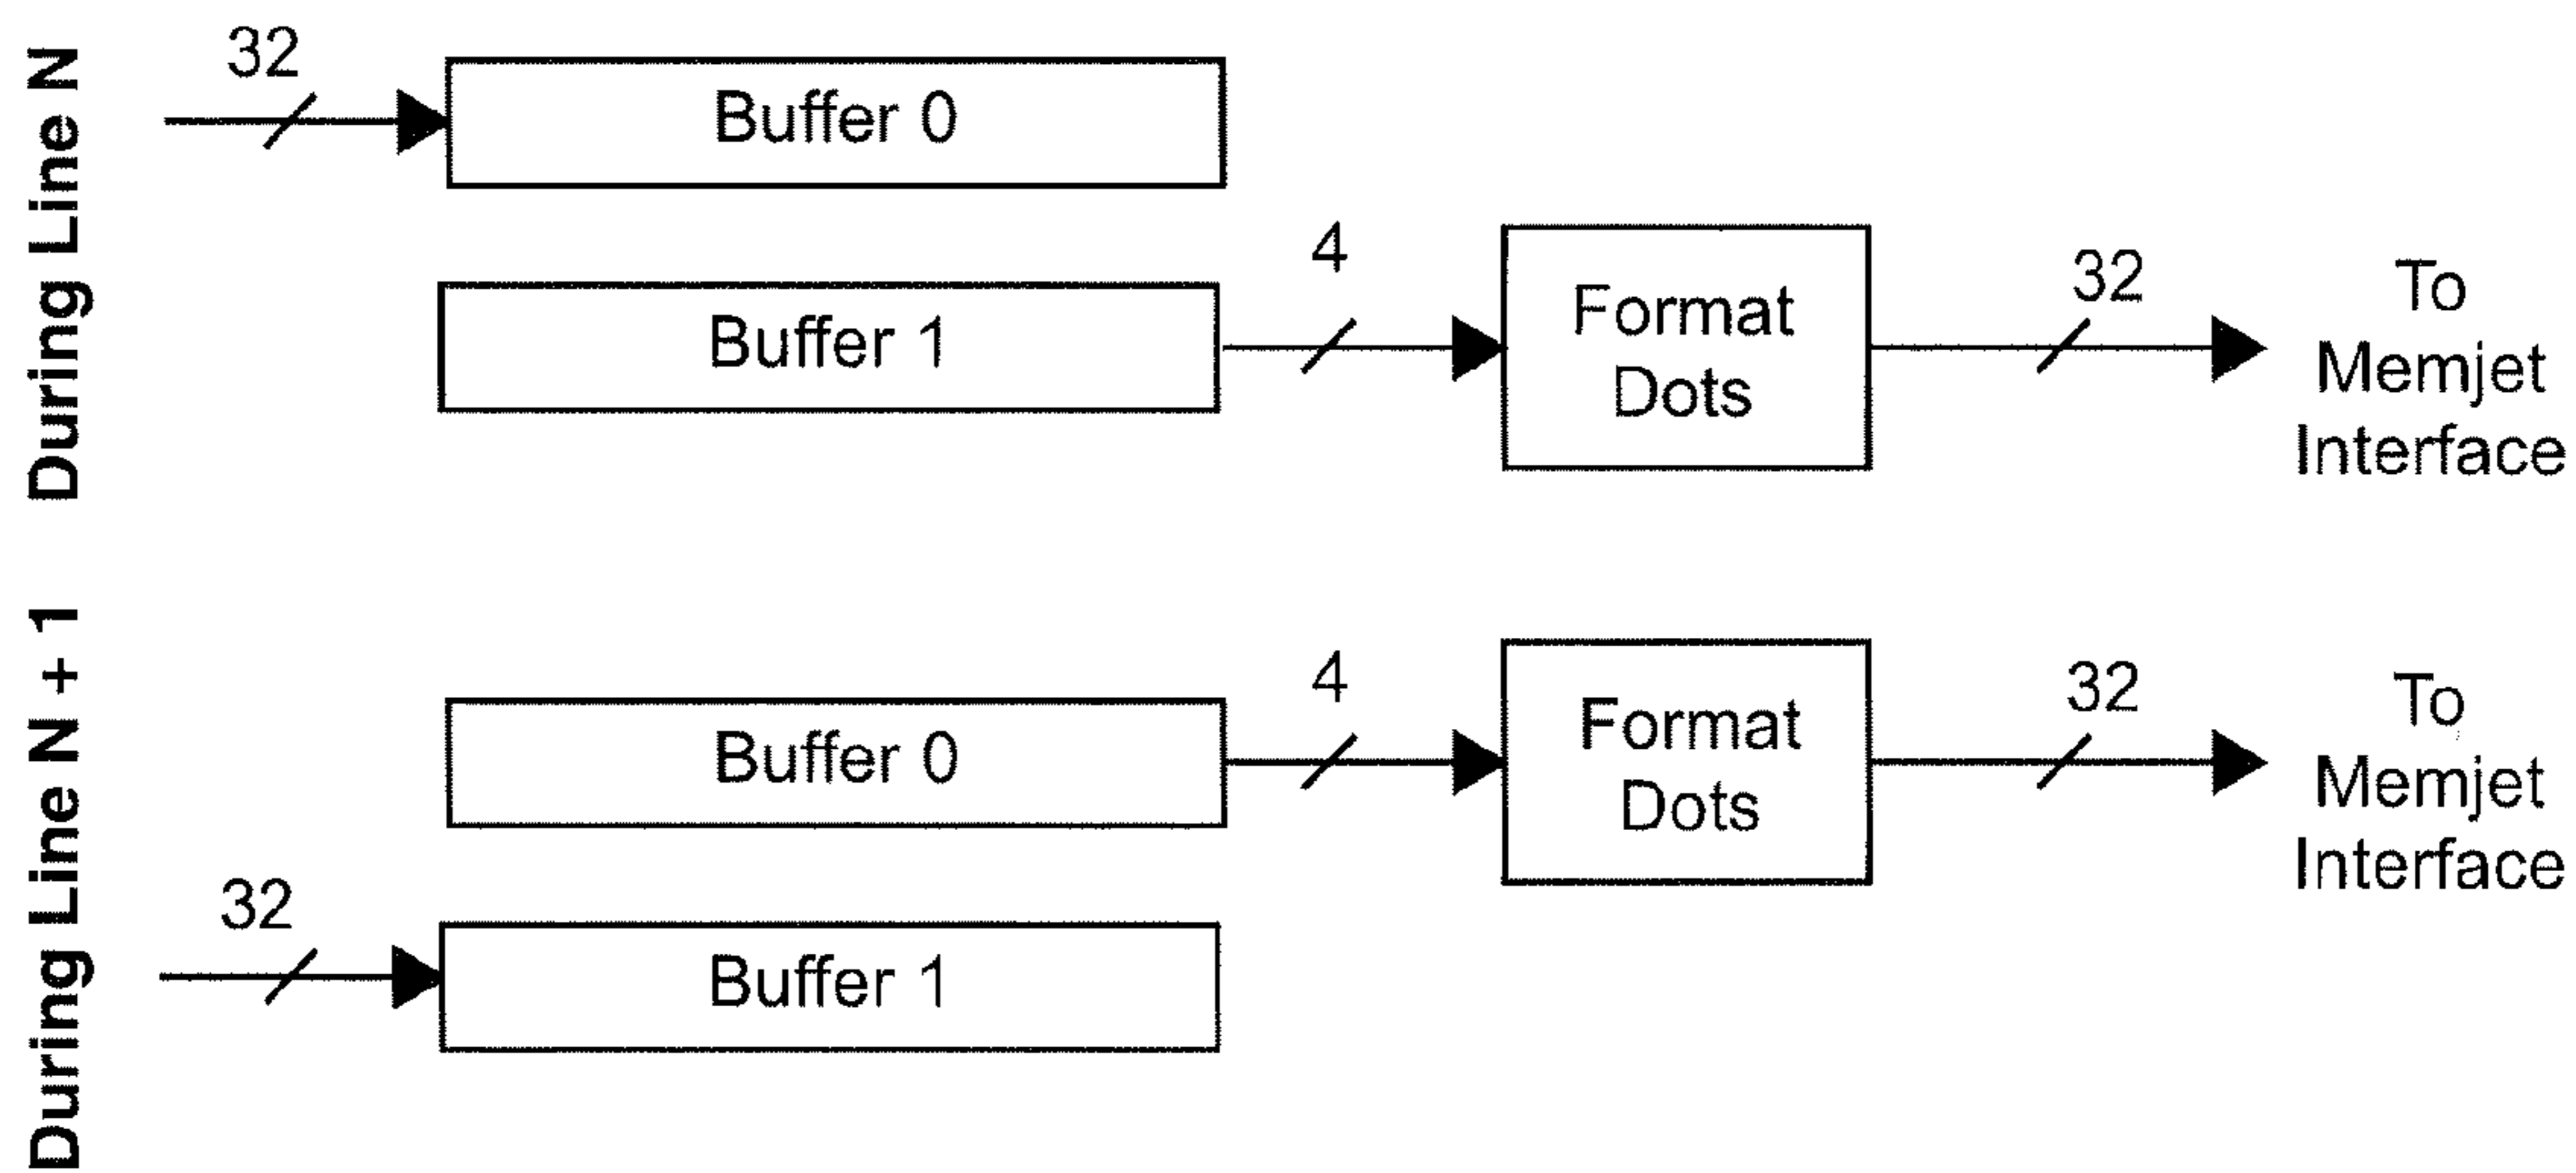 During Line N
32
Buffer 0
Buffer 1
4
Format
Dots
32
To
Memjet
Interface
During Line N + 1
Buffer 0
4
Format
Dots
32
To
Memjet
Interface
32
Buffer 1